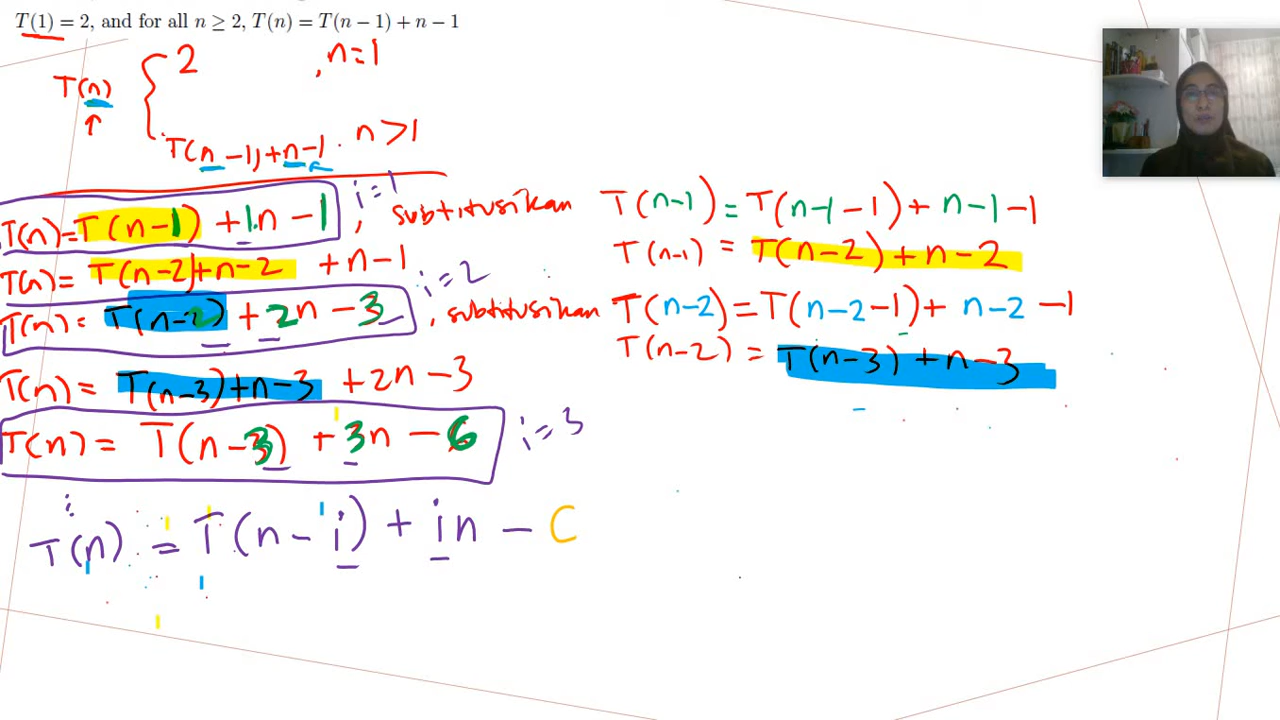 T(1) = 2, and for all n ≥ 2, T(n) = T(n − 1) + n − 1
T(n) { 2 , n=1
T(n-1)+n-1 . n>1
T(n)=T(n-1) +1n -1 , i=1 subtitusikan
T(n)= T(n-2)+n-2 +n-1
T(n)= T(n-2) +2n -3 , i=2 subtitusikan
T(n)= T(n-3)+n-3 +2n-3
T(n)= T(n-3) +3n -6 i=3
i
T(n) = T(n-i) + in - C
T(n-1)=T(n-1-1)+n-1-1
T(n-1) = T(n-2)+n-2
T(n-2)=T(n-2-1)+n-2-1
T(n-2)=T(n-3)+n-3